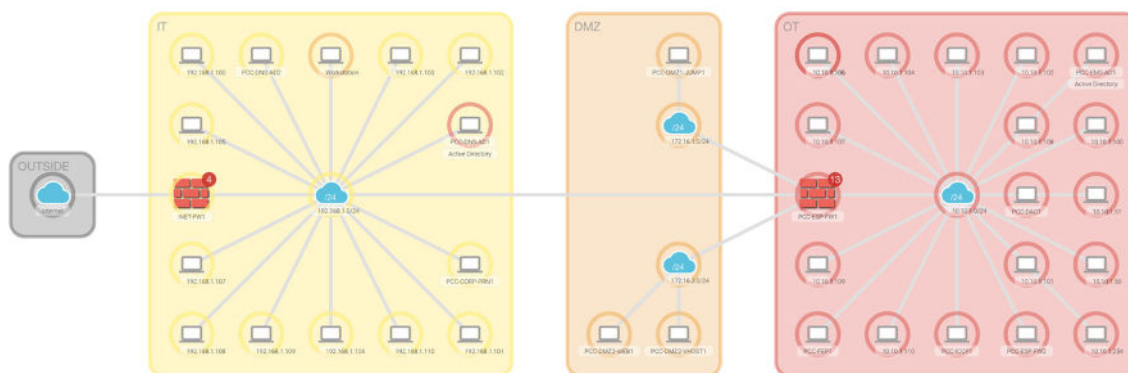 IT
DMZ
OT
192.168.1.100
PCC-DNS-AD2
Workstation
192.168.1.103
192.168.1.102
PCC-DMZ1-JUMP1
10.10.1.106
10.10.1.104
10.10.1.103
10.10.1.102
PCC-EMS-AD1
Active Directory
192.168.1.105
PCC-DNS-AD1
Active Directory
/24
172.16.1.0/24
10.10.1.107
10.10.1.108
10.10.1.100
OUTSIDE
Internet
4
INET-FW1
/24
192.168.1.0/24
13
PCC-ESP-FW1
/24
10.10.1.0/24
PCC-DAC1
192.168.1.107
PCC-CORP-PRN1
/24
10.10.1.109
10.10.1.101
192.168.1.108
192.168.1.109
192.168.1.104
192.168.1.110
192.168.1.101
PCC-DMZ2-WEB1
PCC-DMZ2-VHOST1
PCC-FEP1
10.10.1.110
PCC-ICCP1
PCC-ESP-FW2
10.10.1.254